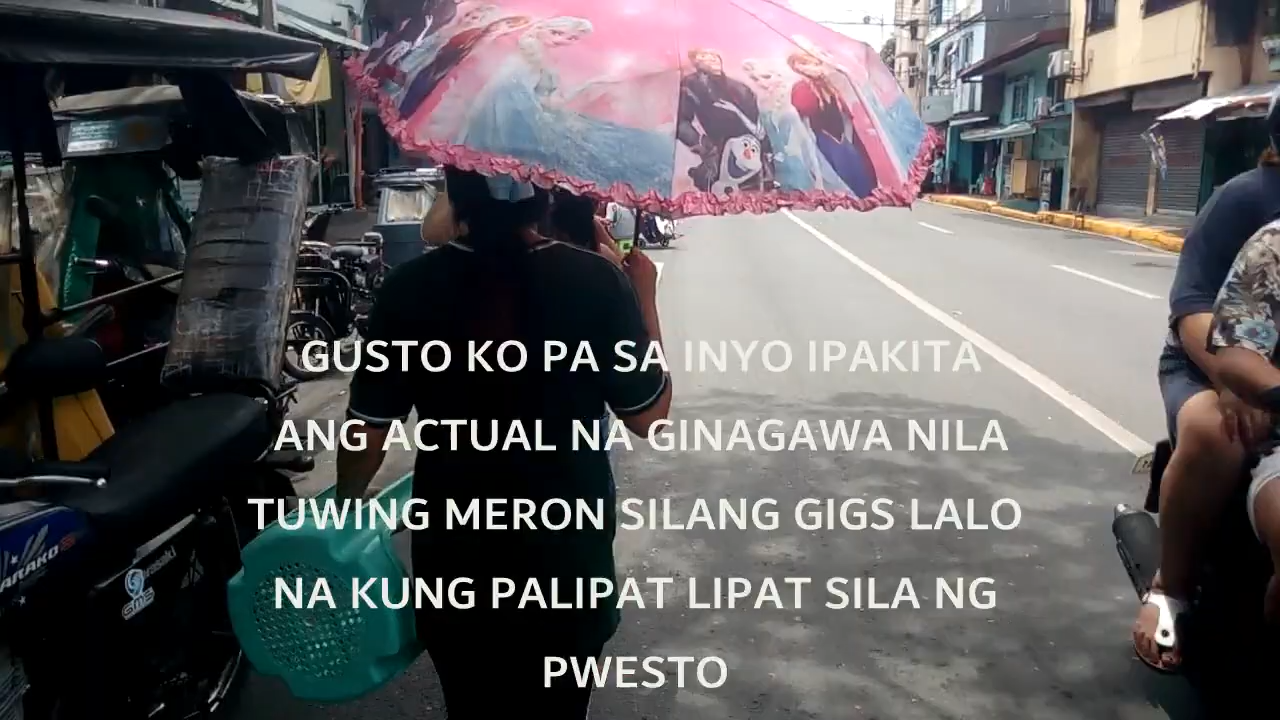 GUSTO KO PA SA INYO IPAKITA
ANG ACTUAL NA GINAGAWA NILA
TUWING MERON SILANG GIGS LALO
NA KUNG PALIPAT LIPAT SILA NG
PWESTO